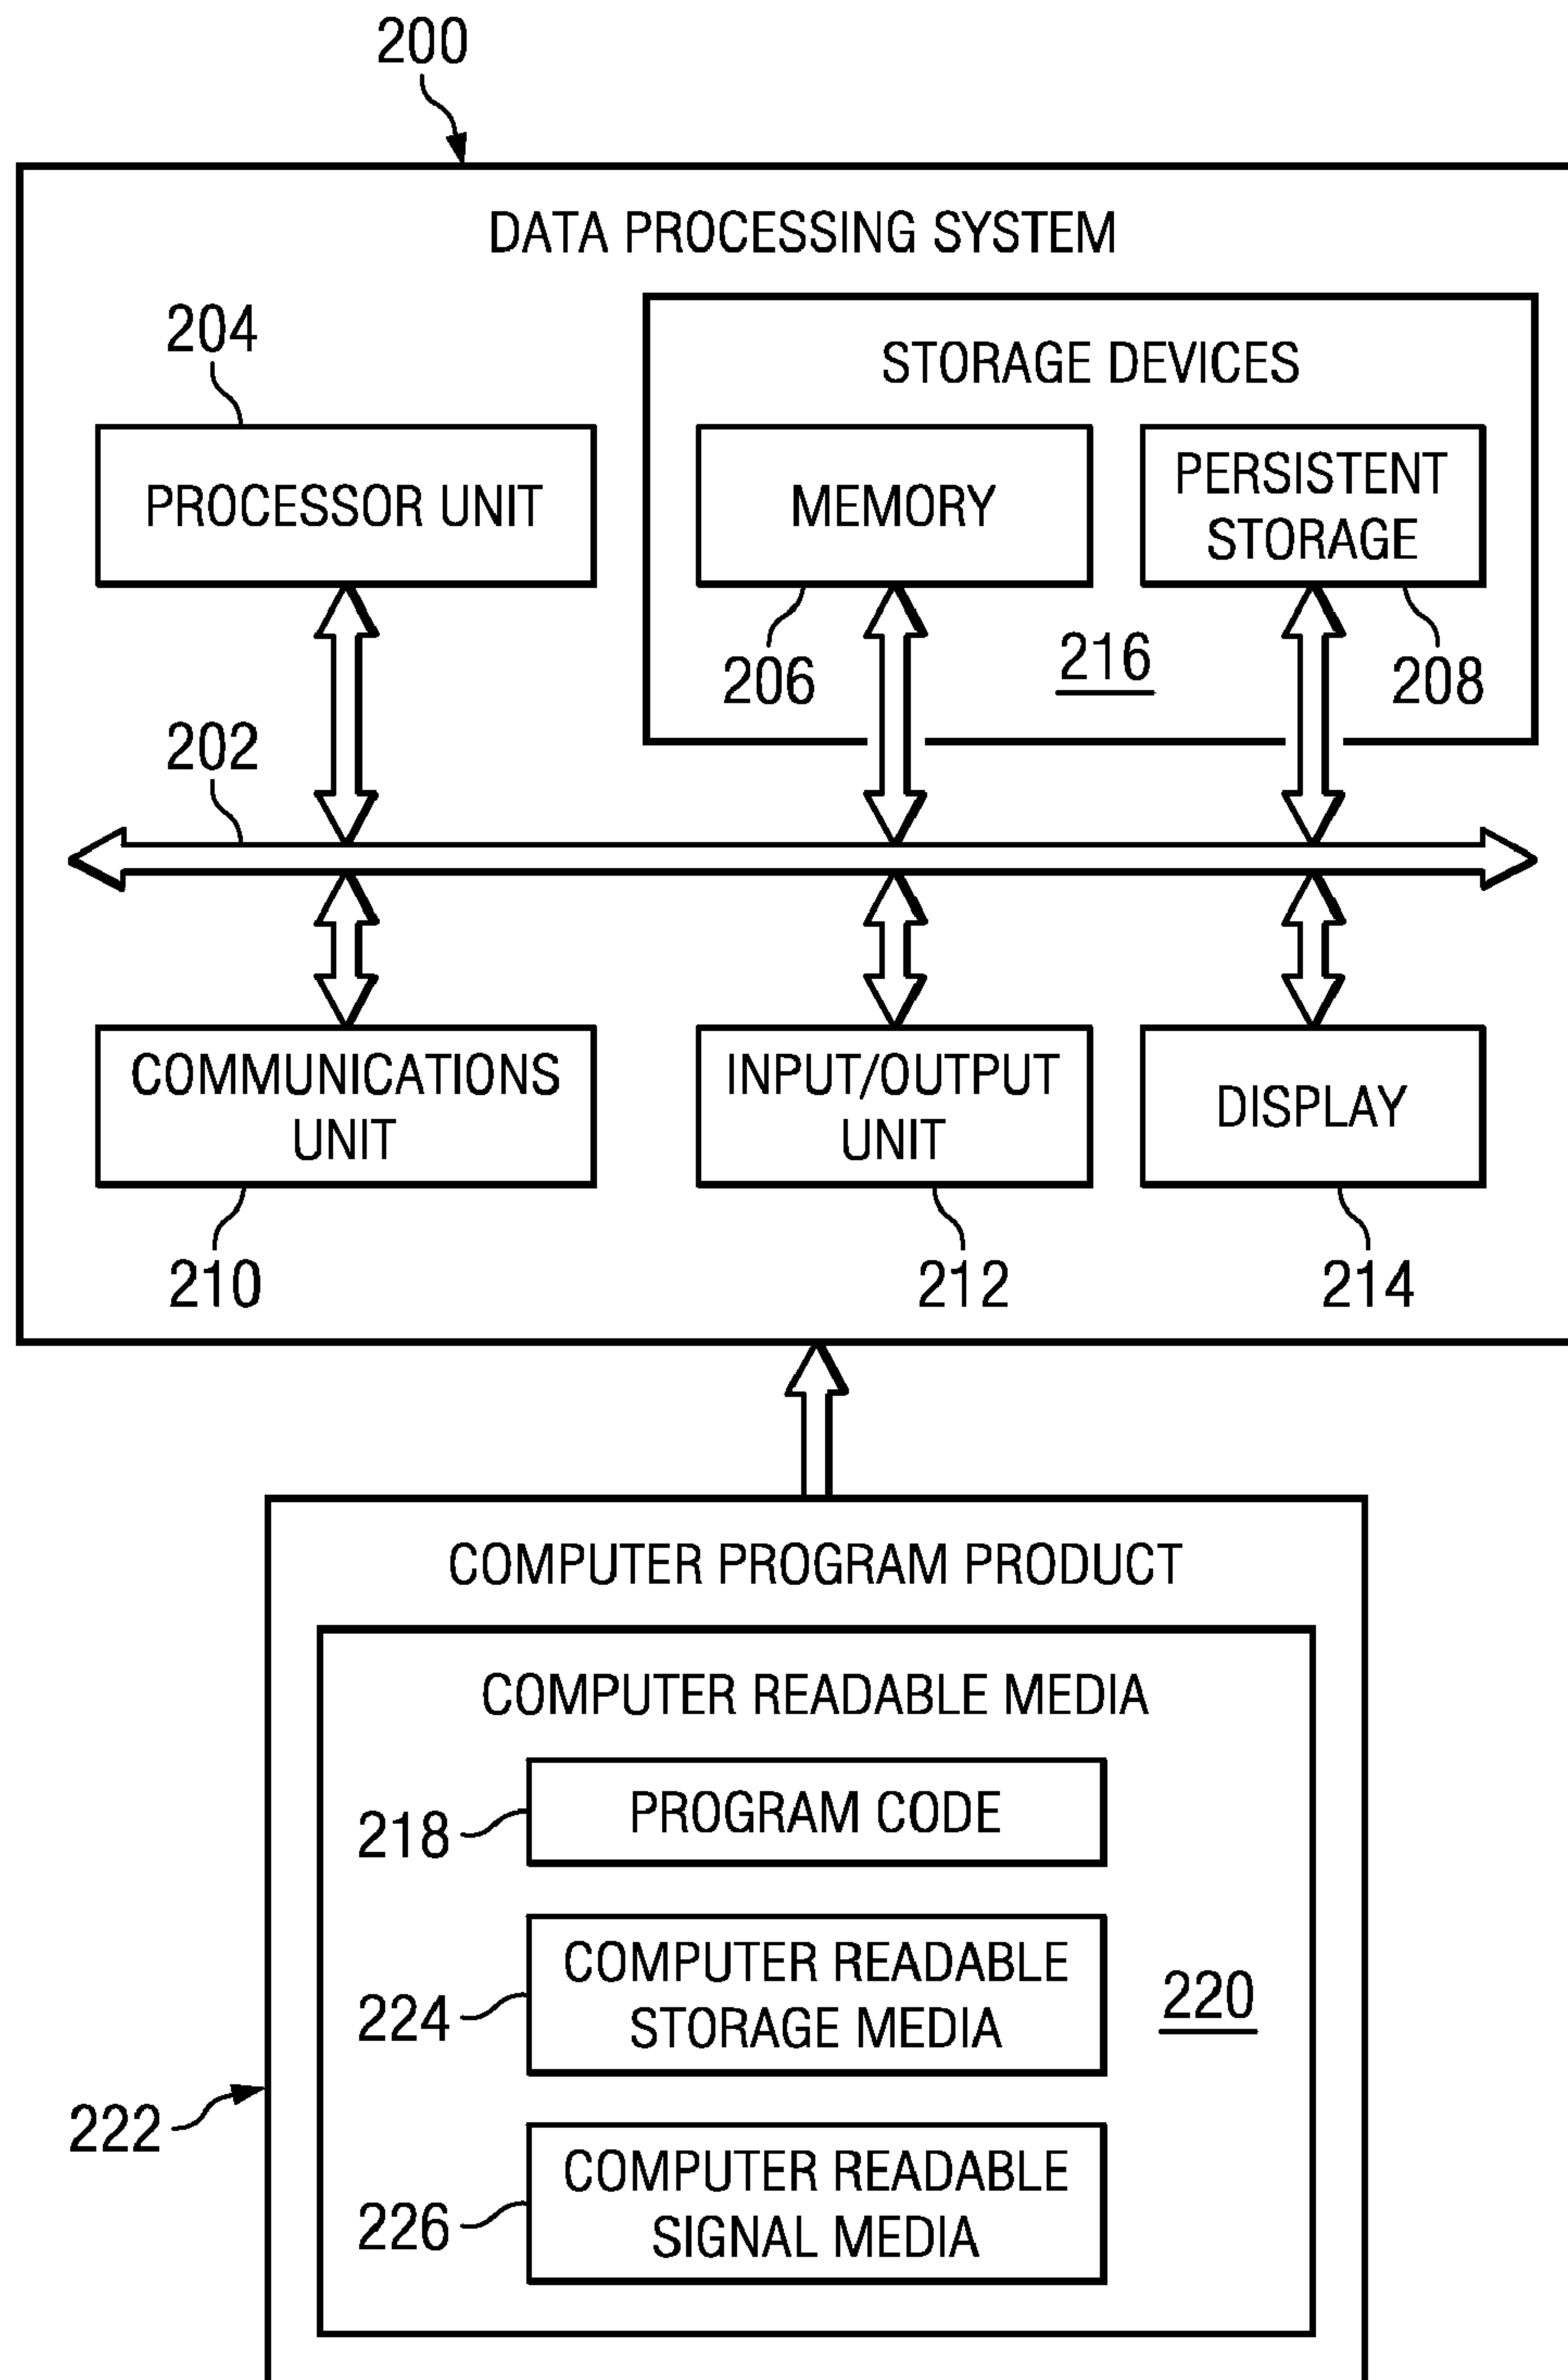 200
DATA PROCESSING SYSTEM
204
STORAGE DEVICES
PROCESSOR UNIT
MEMORY
PERSISTENT
STORAGE
206
216
208
202
COMMUNICATIONS
UNIT
INPUT/OUTPUT
UNIT
DISPLAY
210
212
214
COMPUTER PROGRAM PRODUCT
COMPUTER READABLE MEDIA
218
PROGRAM CODE
224
COMPUTER READABLE
STORAGE MEDIA
220
222
226
COMPUTER READABLE
SIGNAL MEDIA